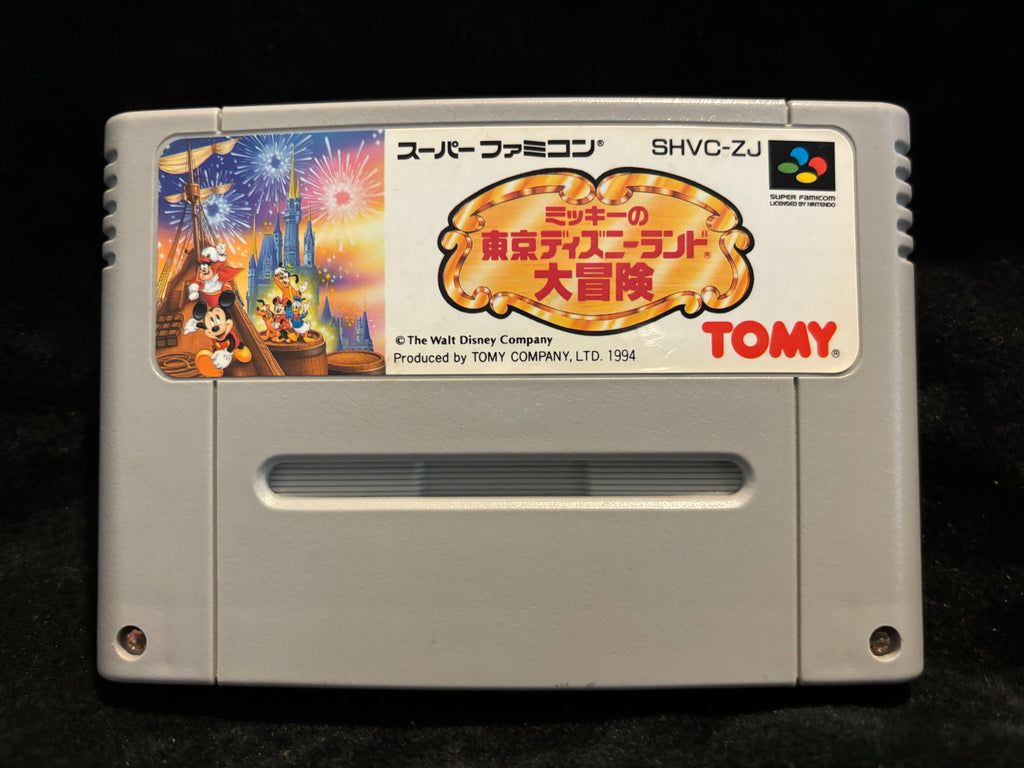 スーパーファミコン®
SHVC-ZJ
SUPER FAMICOM
LICENSED BY NINTENDO
ミッキーの
東京ディズニーランド®
大冒険
TOMY®
© The Walt Disney Company
Produced by TOMY COMPANY, LTD. 1994